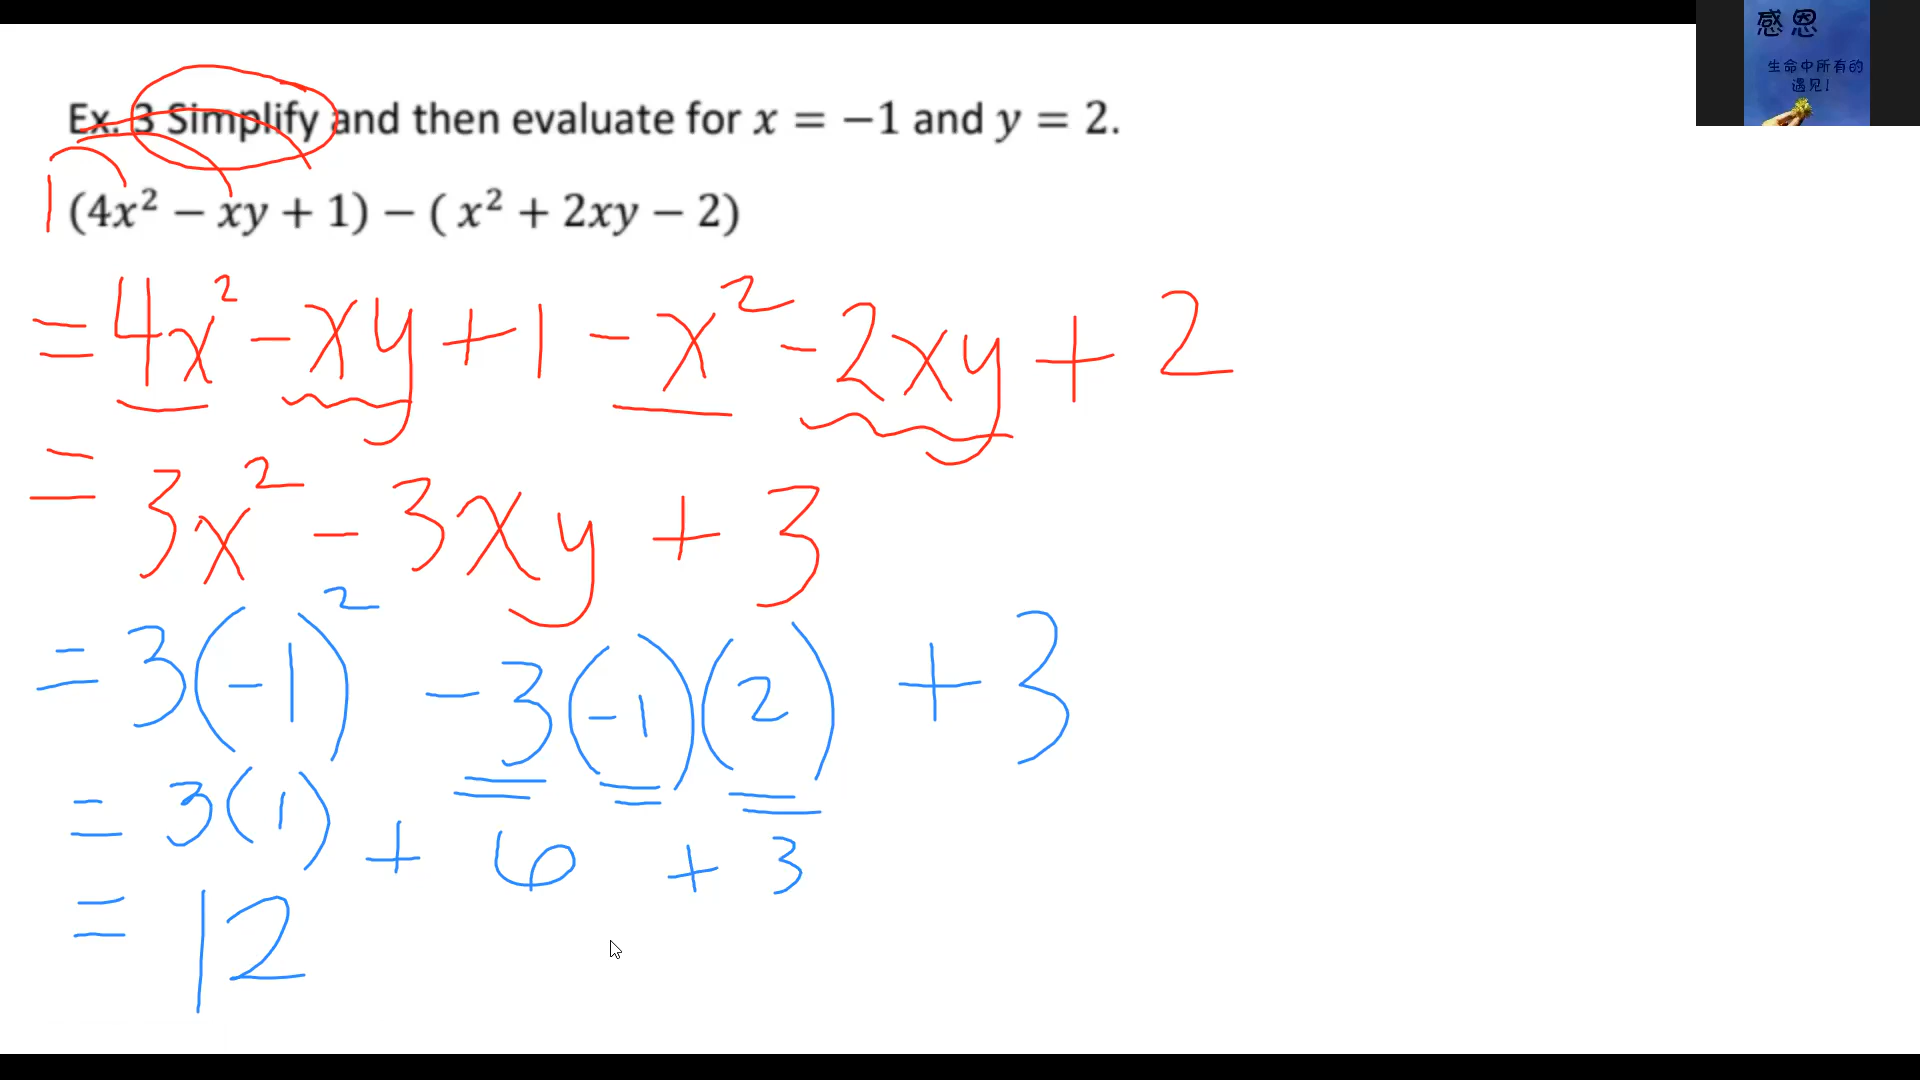 感恩
生命中所有的
遇见!
Ex. 3 Simplify and then evaluate for x = −1 and y = 2.
1 (4x² − xy + 1) − ( x² + 2xy − 2)
= 4x² - xy + 1 - x² - 2xy + 2
= 3x² - 3xy + 3
= 3(-1)² - 3(-1)(2) + 3
= 3(1) + 6 + 3
= 12